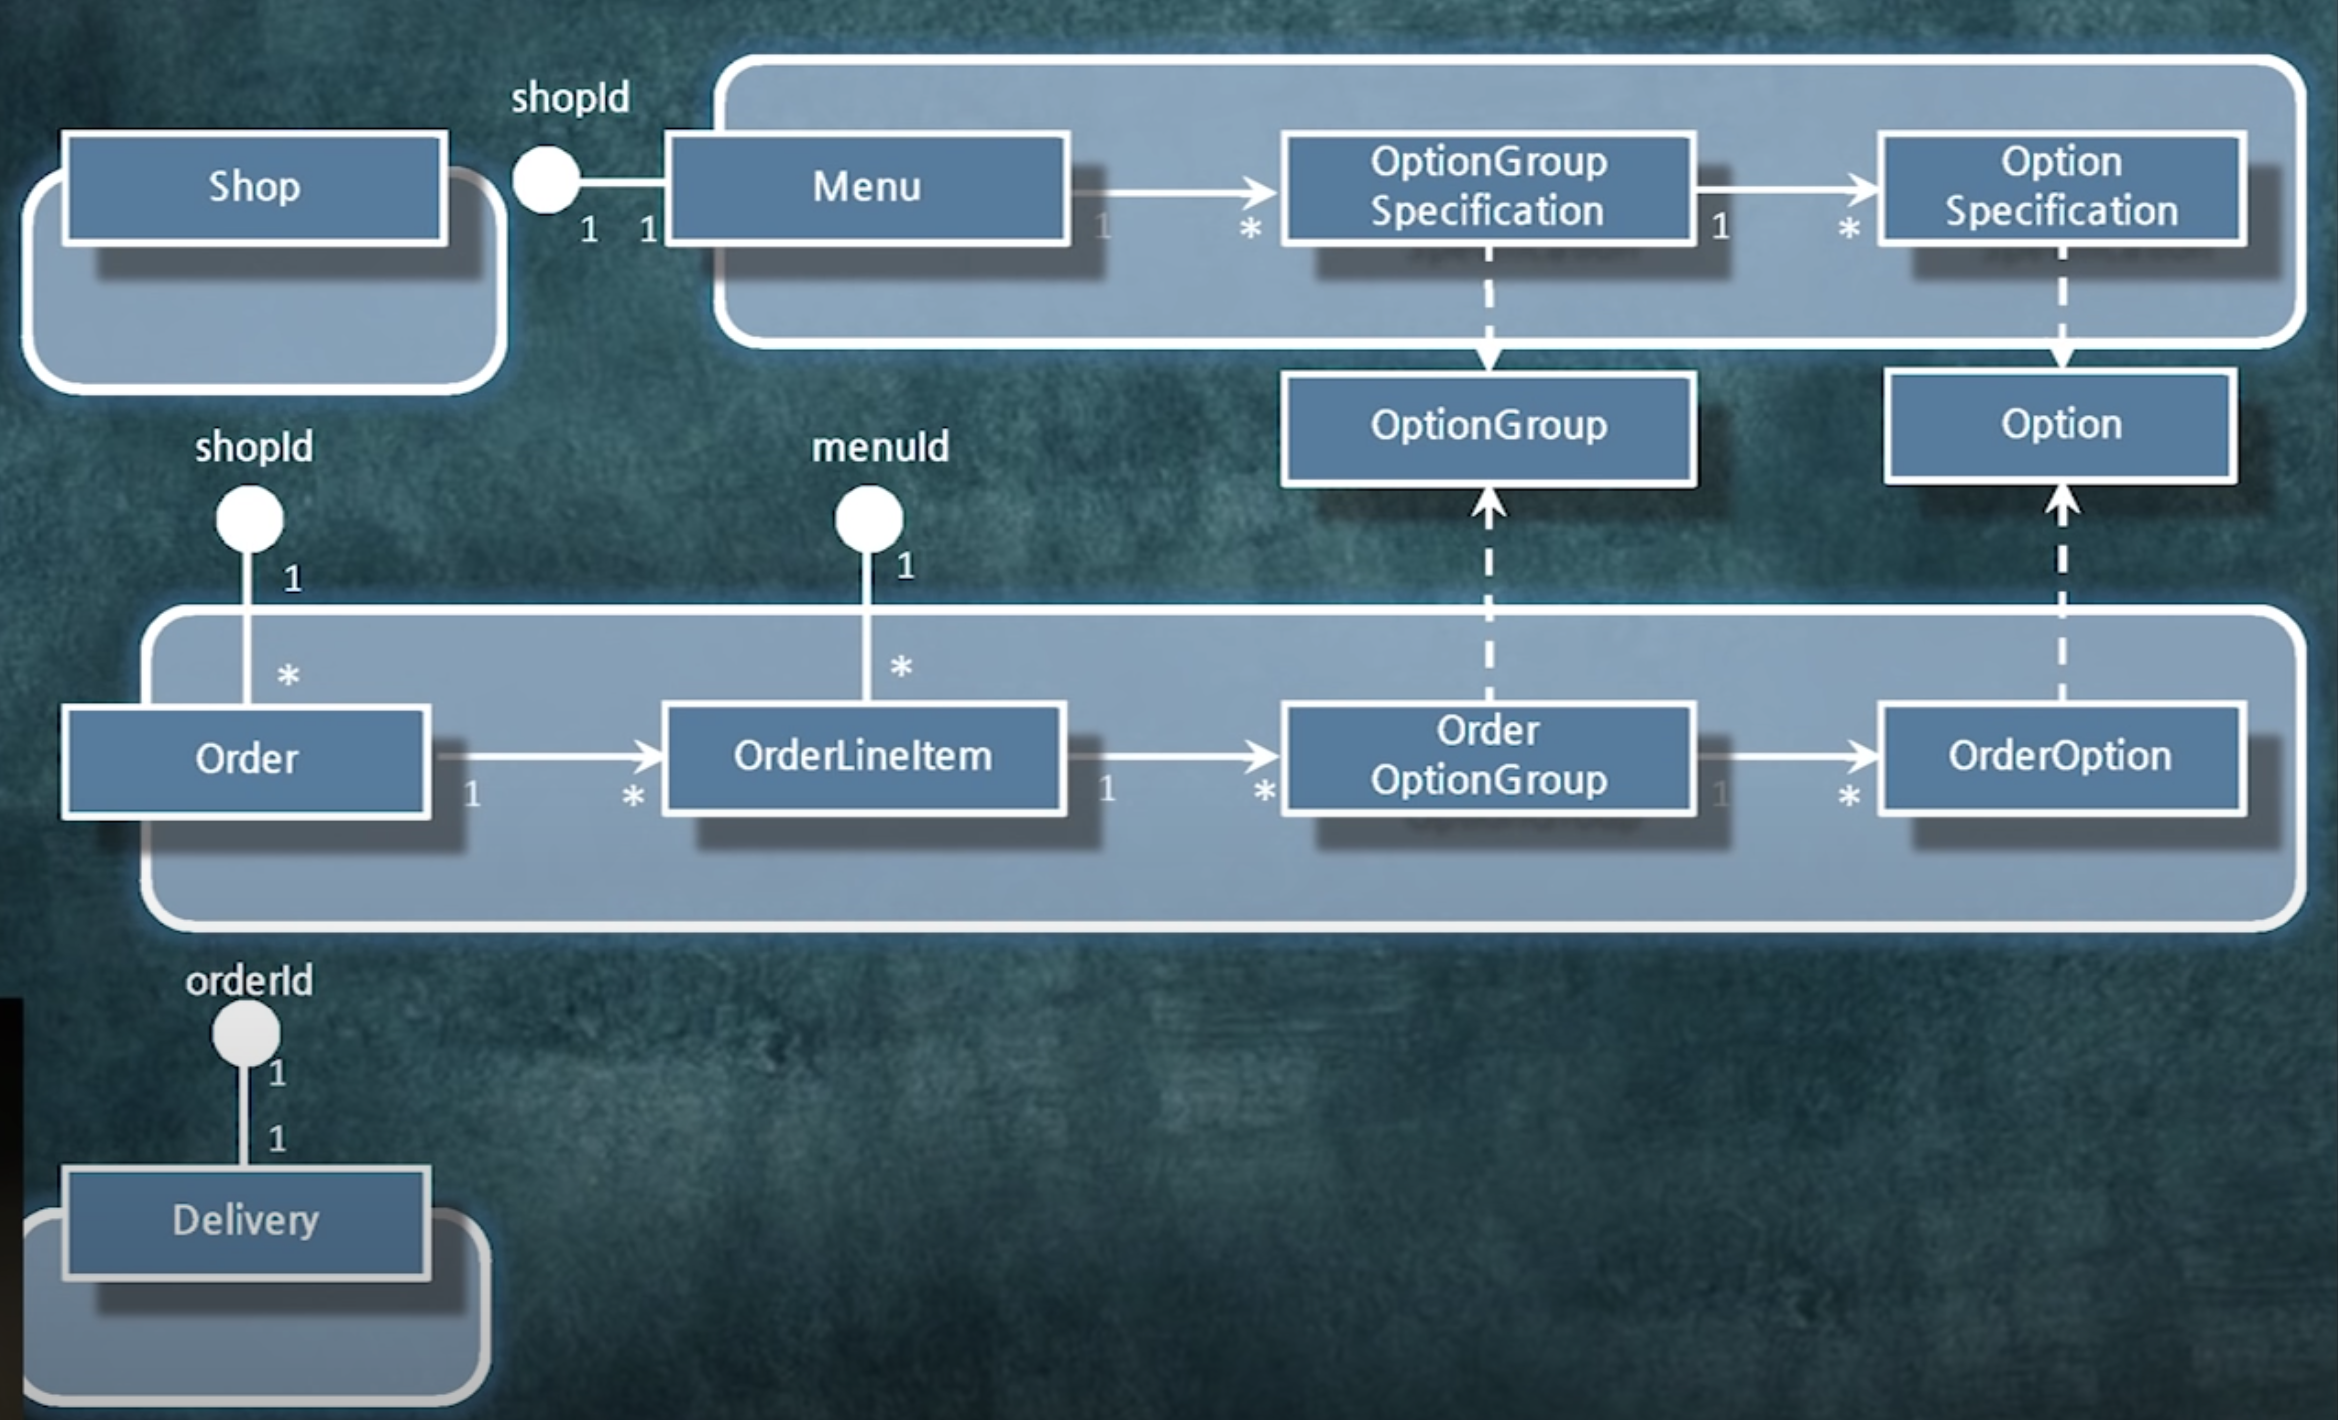 shopId
Shop
1
1
Menu
1
*
OptionGroup
Specification
1
*
Option
Specification
shopId
menuId
OptionGroup
Option
1
1
*
*
Order
1
*
OrderLineItem
1
*
Order
OptionGroup
1
*
OrderOption
orderId
1
1
Delivery